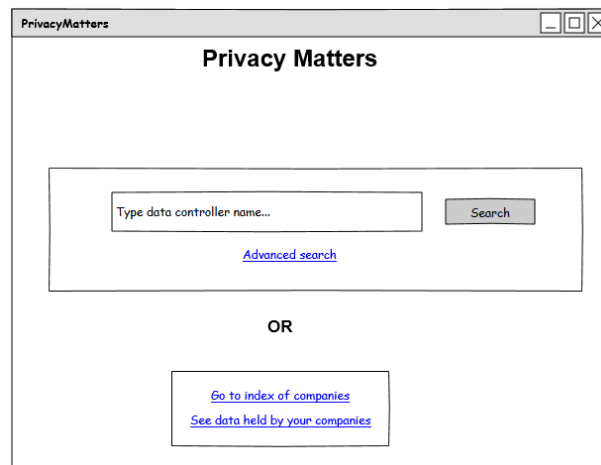 PrivacyMatters
Privacy Matters
Type data controller name...
Search
Advanced search
OR
Go to index of companies
See data held by your companies